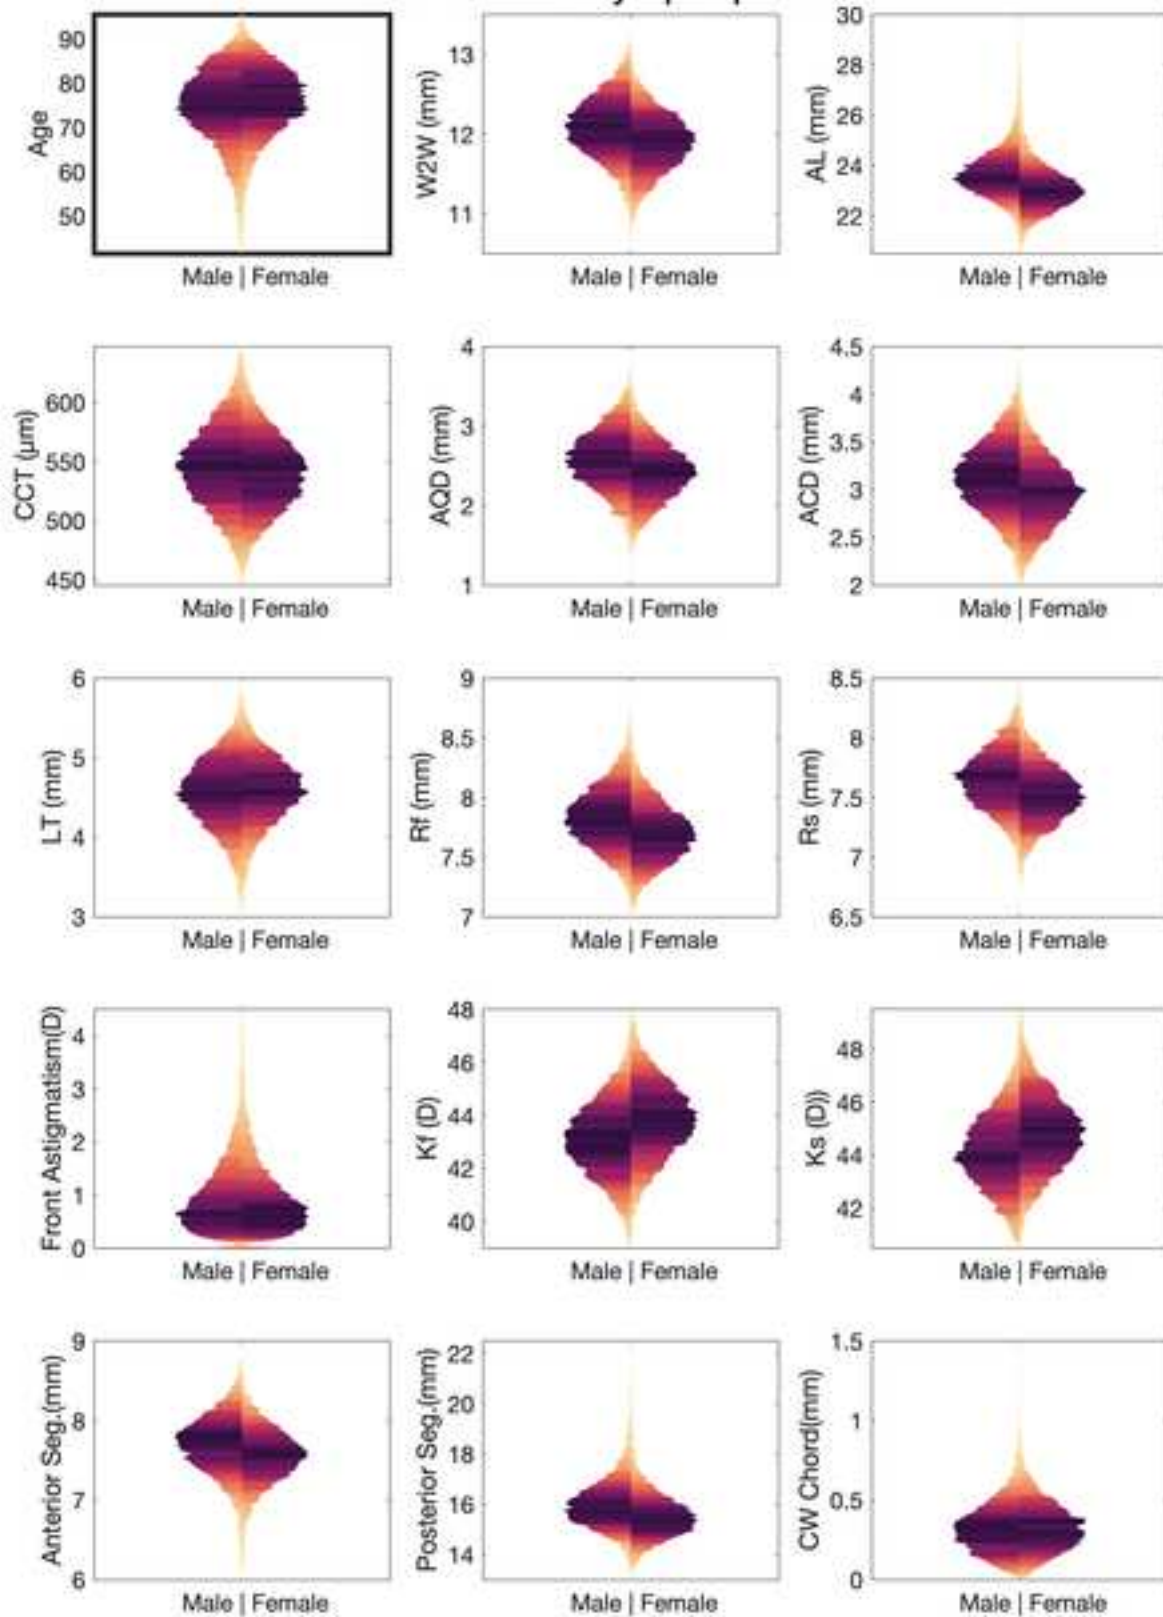 Age
90
80
70
60
50
Male | Female
W2W (mm)
13
12
11
Male | Female
AL (mm)
30
28
26
24
22
Male | Female
CCT (μm)
600
550
500
450
Male | Female
AQD (mm)
4
3
2
1
Male | Female
ACD (mm)
4.5
4
3.5
3
2.5
2
Male | Female
LT (mm)
6
5
4
3
Male | Female
Rf (mm)
9
8.5
8
7.5
7
Male | Female
Rs (mm)
8.5
8
7.5
7
6.5
Male | Female
Front Astigmatism(D)
4
3
2
1
0
Male | Female
Kf (D)
48
46
44
42
40
Male | Female
Ks (D))
48
46
44
42
Male | Female
Anterior Seg.(mm)
9
8
7
6
Male | Female
Posterior Seg.(mm)
22
20
18
16
14
Male | Female
CW Chord(mm)
1.5
1
0.5
0
Male | Female